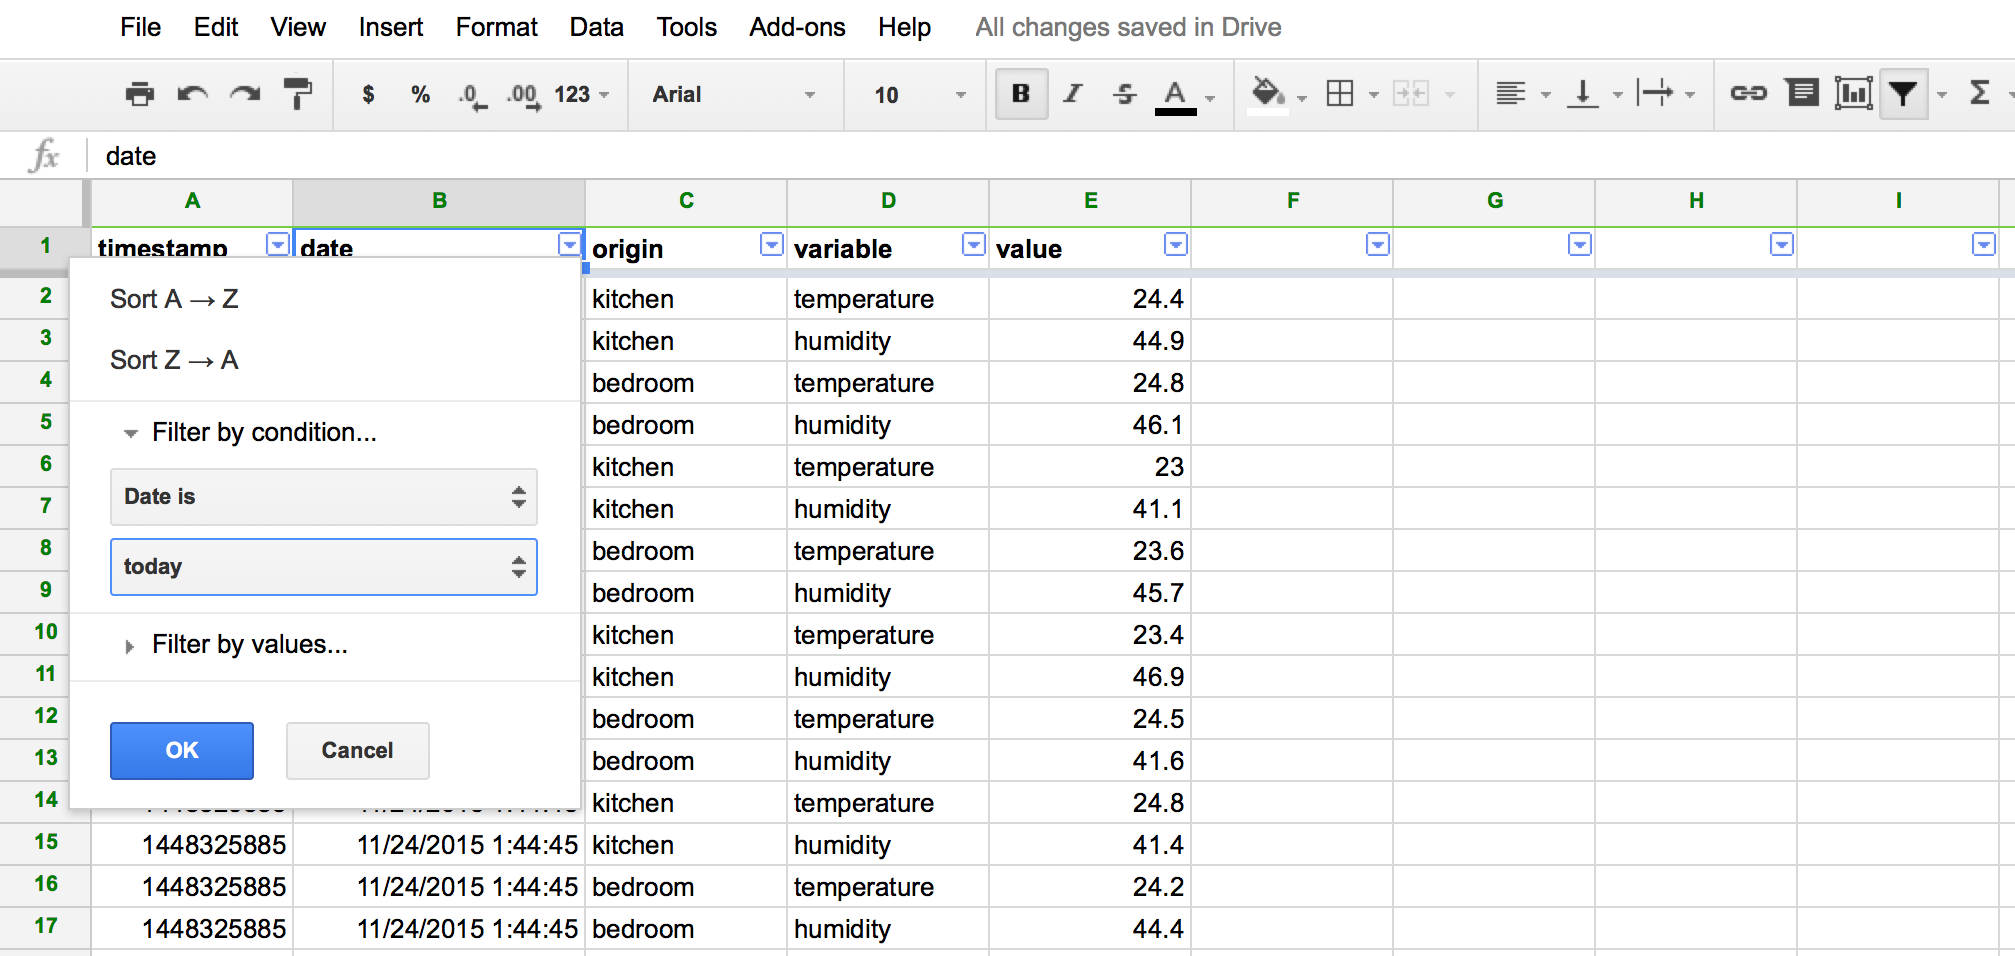 File Edit View Insert Format Data Tools Add-ons Help All changes saved in Drive
$ % .0 .00 123 Arial 10 B I S A Σ
fx date
A B C D E F G H I
1 timestamp date origin variable value
Sort A → Z
Sort Z → A
Filter by condition...
Date is
today
Filter by values...
OK Cancel
2 kitchen temperature 24.4
3 kitchen humidity 44.9
4 bedroom temperature 24.8
5 bedroom humidity 46.1
6 kitchen temperature 23
7 kitchen humidity 41.1
8 bedroom temperature 23.6
9 bedroom humidity 45.7
10 kitchen temperature 23.4
11 kitchen humidity 46.9
12 bedroom temperature 24.5
13 bedroom humidity 41.6
14 kitchen temperature 24.8
15 1448325885 11/24/2015 1:44:45 kitchen humidity 41.4
16 1448325885 11/24/2015 1:44:45 bedroom temperature 24.2
17 1448325885 11/24/2015 1:44:45 bedroom humidity 44.4